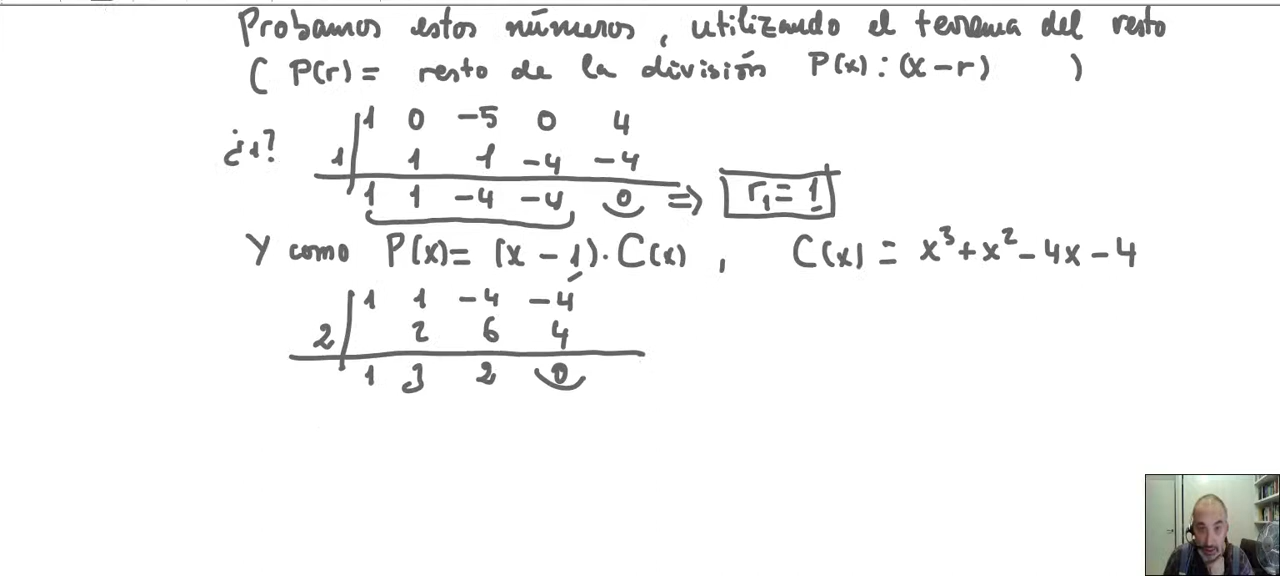 Probamos estos números, utilizando el teorema del resto
( P(r) = resto de la división P(x) : (x - r) )
1 0 -5 0 4
¿1? 1 1 1 -4 -4
1 1 -4 -4 0 ⇒ r₁ = 1
Y como P(x) = (x - 1) · C(x) , C(x) = x³ + x² - 4x - 4
1 1 -4 -4
2 2 6 4
1 3 2 0